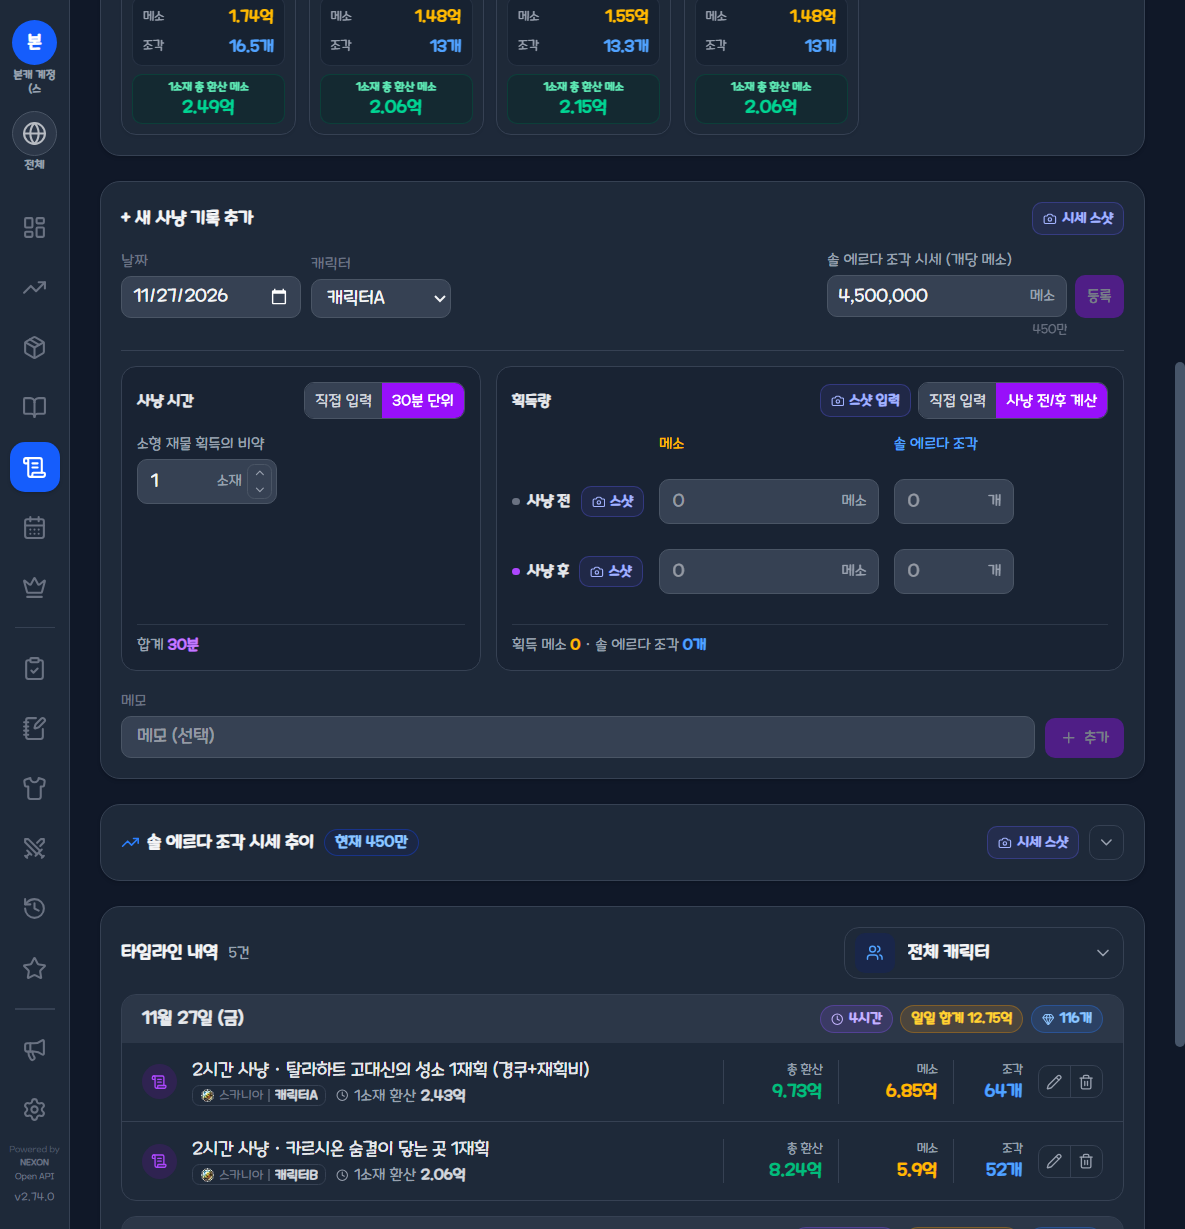 본
본캐 계정
(스
전체
Powered by
NEXON
Open API
v2.74.0
메소 1.74억
조각 16.5개
1소재 총 환산 메소
2.49억
메소 1.48억
조각 13개
1소재 총 환산 메소
2.06억
메소 1.55억
조각 13.3개
1소재 총 환산 메소
2.15억
메소 1.48억
조각 13개
1소재 총 환산 메소
2.06억
+ 새 사냥 기록 추가
시세 스샷
날짜
11/27/2026
캐릭터
캐릭터A
솔 에르다 조각 시세 (개당 메소)
4,500,000 메소
등록
450만
사냥 시간
직접 입력 30분 단위
소형 재물 획득의 비약
1 소재
합계 30분
획득량
스샷 입력
직접 입력 사냥 전/후 계산
메소 솔 에르다 조각
사냥 전 스샷 0 메소 0 개
사냥 후 스샷 0 메소 0 개
획득 메소 0 · 솔 에르다 조각 0개
메모
메모 (선택)
+ 추가
솔 에르다 조각 시세 추이 현재 450만
시세 스샷
타임라인 내역 5건
전체 캐릭터
11월 27일 (금)
4시간 일일 합계 12.75억 116개
2시간 사냥 · 탈라하트 고대신의 성소 1재획 (경쿠+재획비)
스카니아 | 캐릭터A 1소재 환산 2.43억
총 환산 메소 조각
9.73억 6.85억 64개
2시간 사냥 · 카르시온 숨결이 닿는 곳 1재획
스카니아 | 캐릭터B 1소재 환산 2.06억
총 환산 메소 조각
8.24억 5.9억 52개